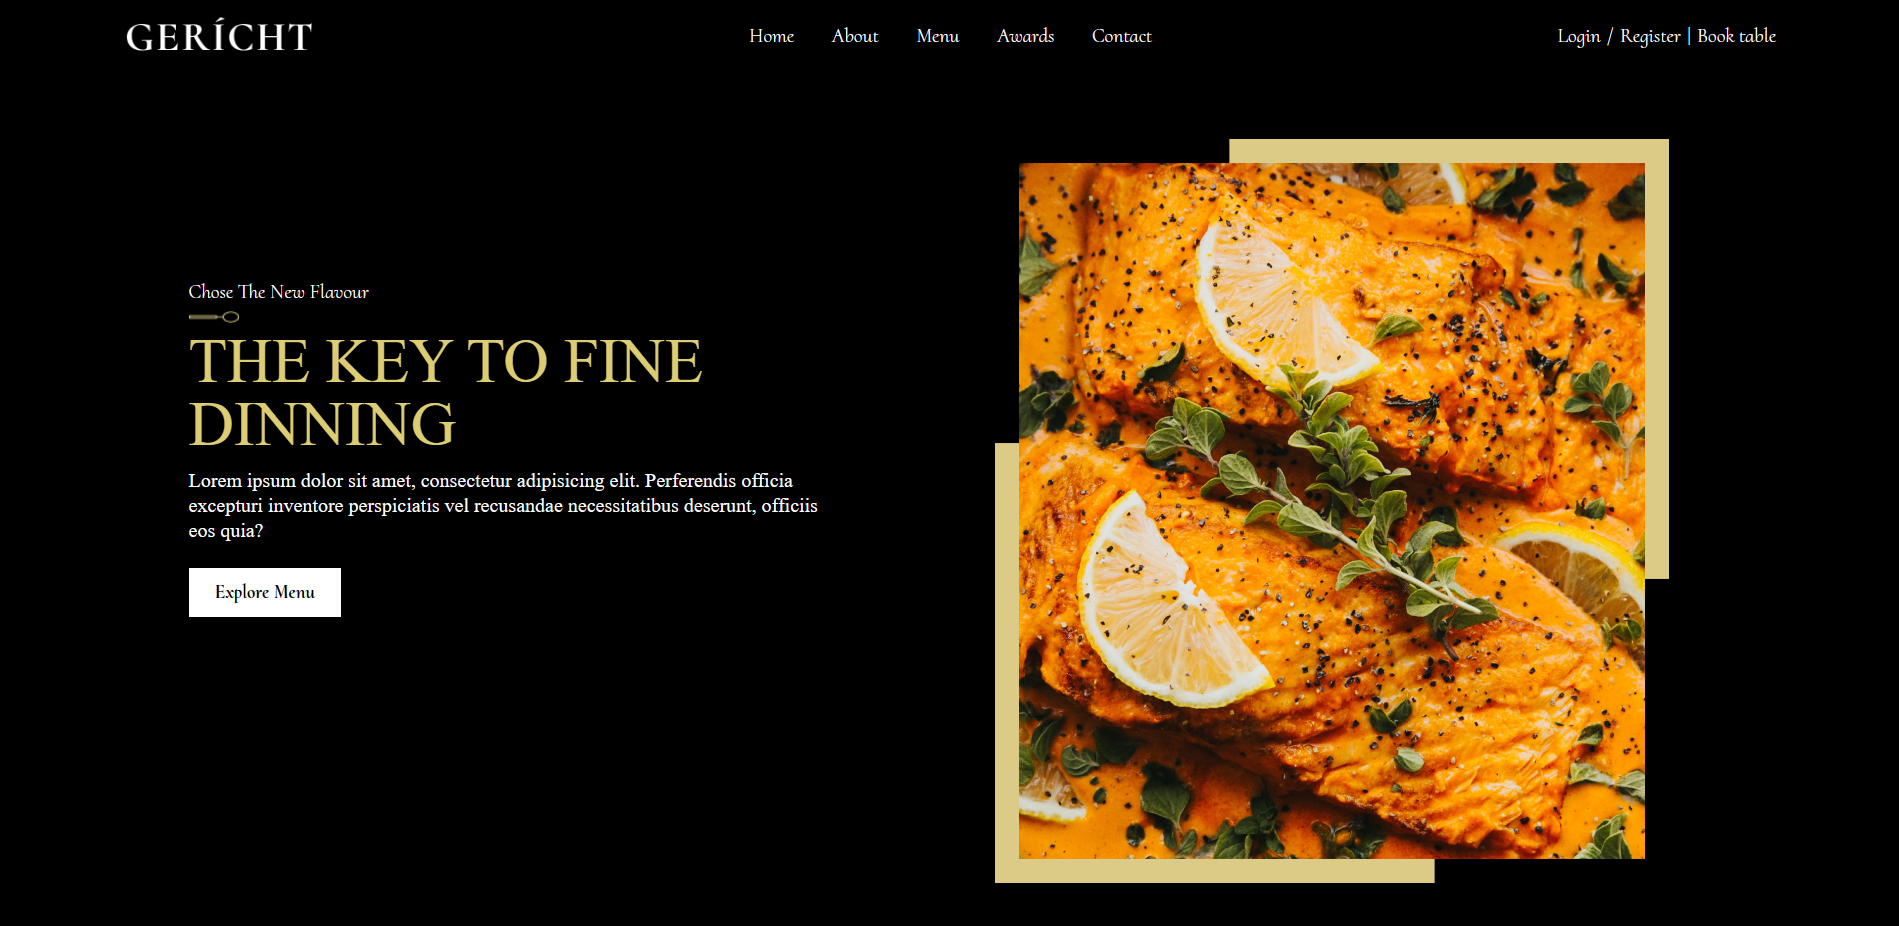 GERÍCHT
Home About Menu Awards Contact
Login / Register | Book table
Chose The New Flavour
THE KEY TO FINE
DINNING
Lorem ipsum dolor sit amet, consectetur adipisicing elit. Perferendis officia
excepturi inventore perspiciatis vel recusandae necessitatibus deserunt, officiis
eos quia?
Explore Menu